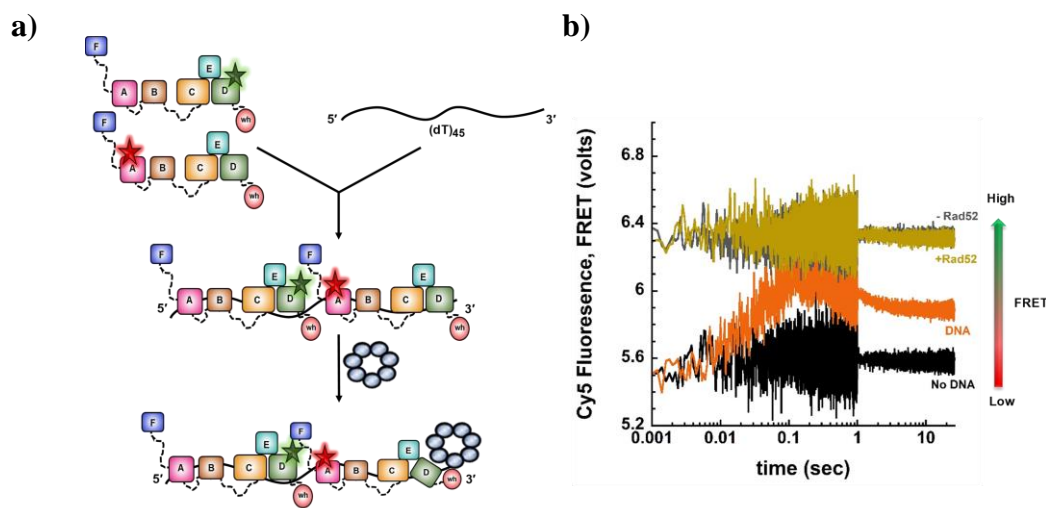 a)
F
E
A
B
C
D
wh
F
E
A
B
C
D
wh
5′
(dT)45
3′
F
F
E
E
A
B
C
D
A
B
C
D
5′
3′
wh
wh
F
F
E
E
A
B
C
D
A
B
C
D
5′
wh
wh
3′
b)
Cy5 Fluoresence, FRET (volts)
6.8
6.4
6
5.6
5.2
- Rad52
+Rad52
DNA
No DNA
High
FRET
Low
0.001
0.01
0.1
1
10
time (sec)